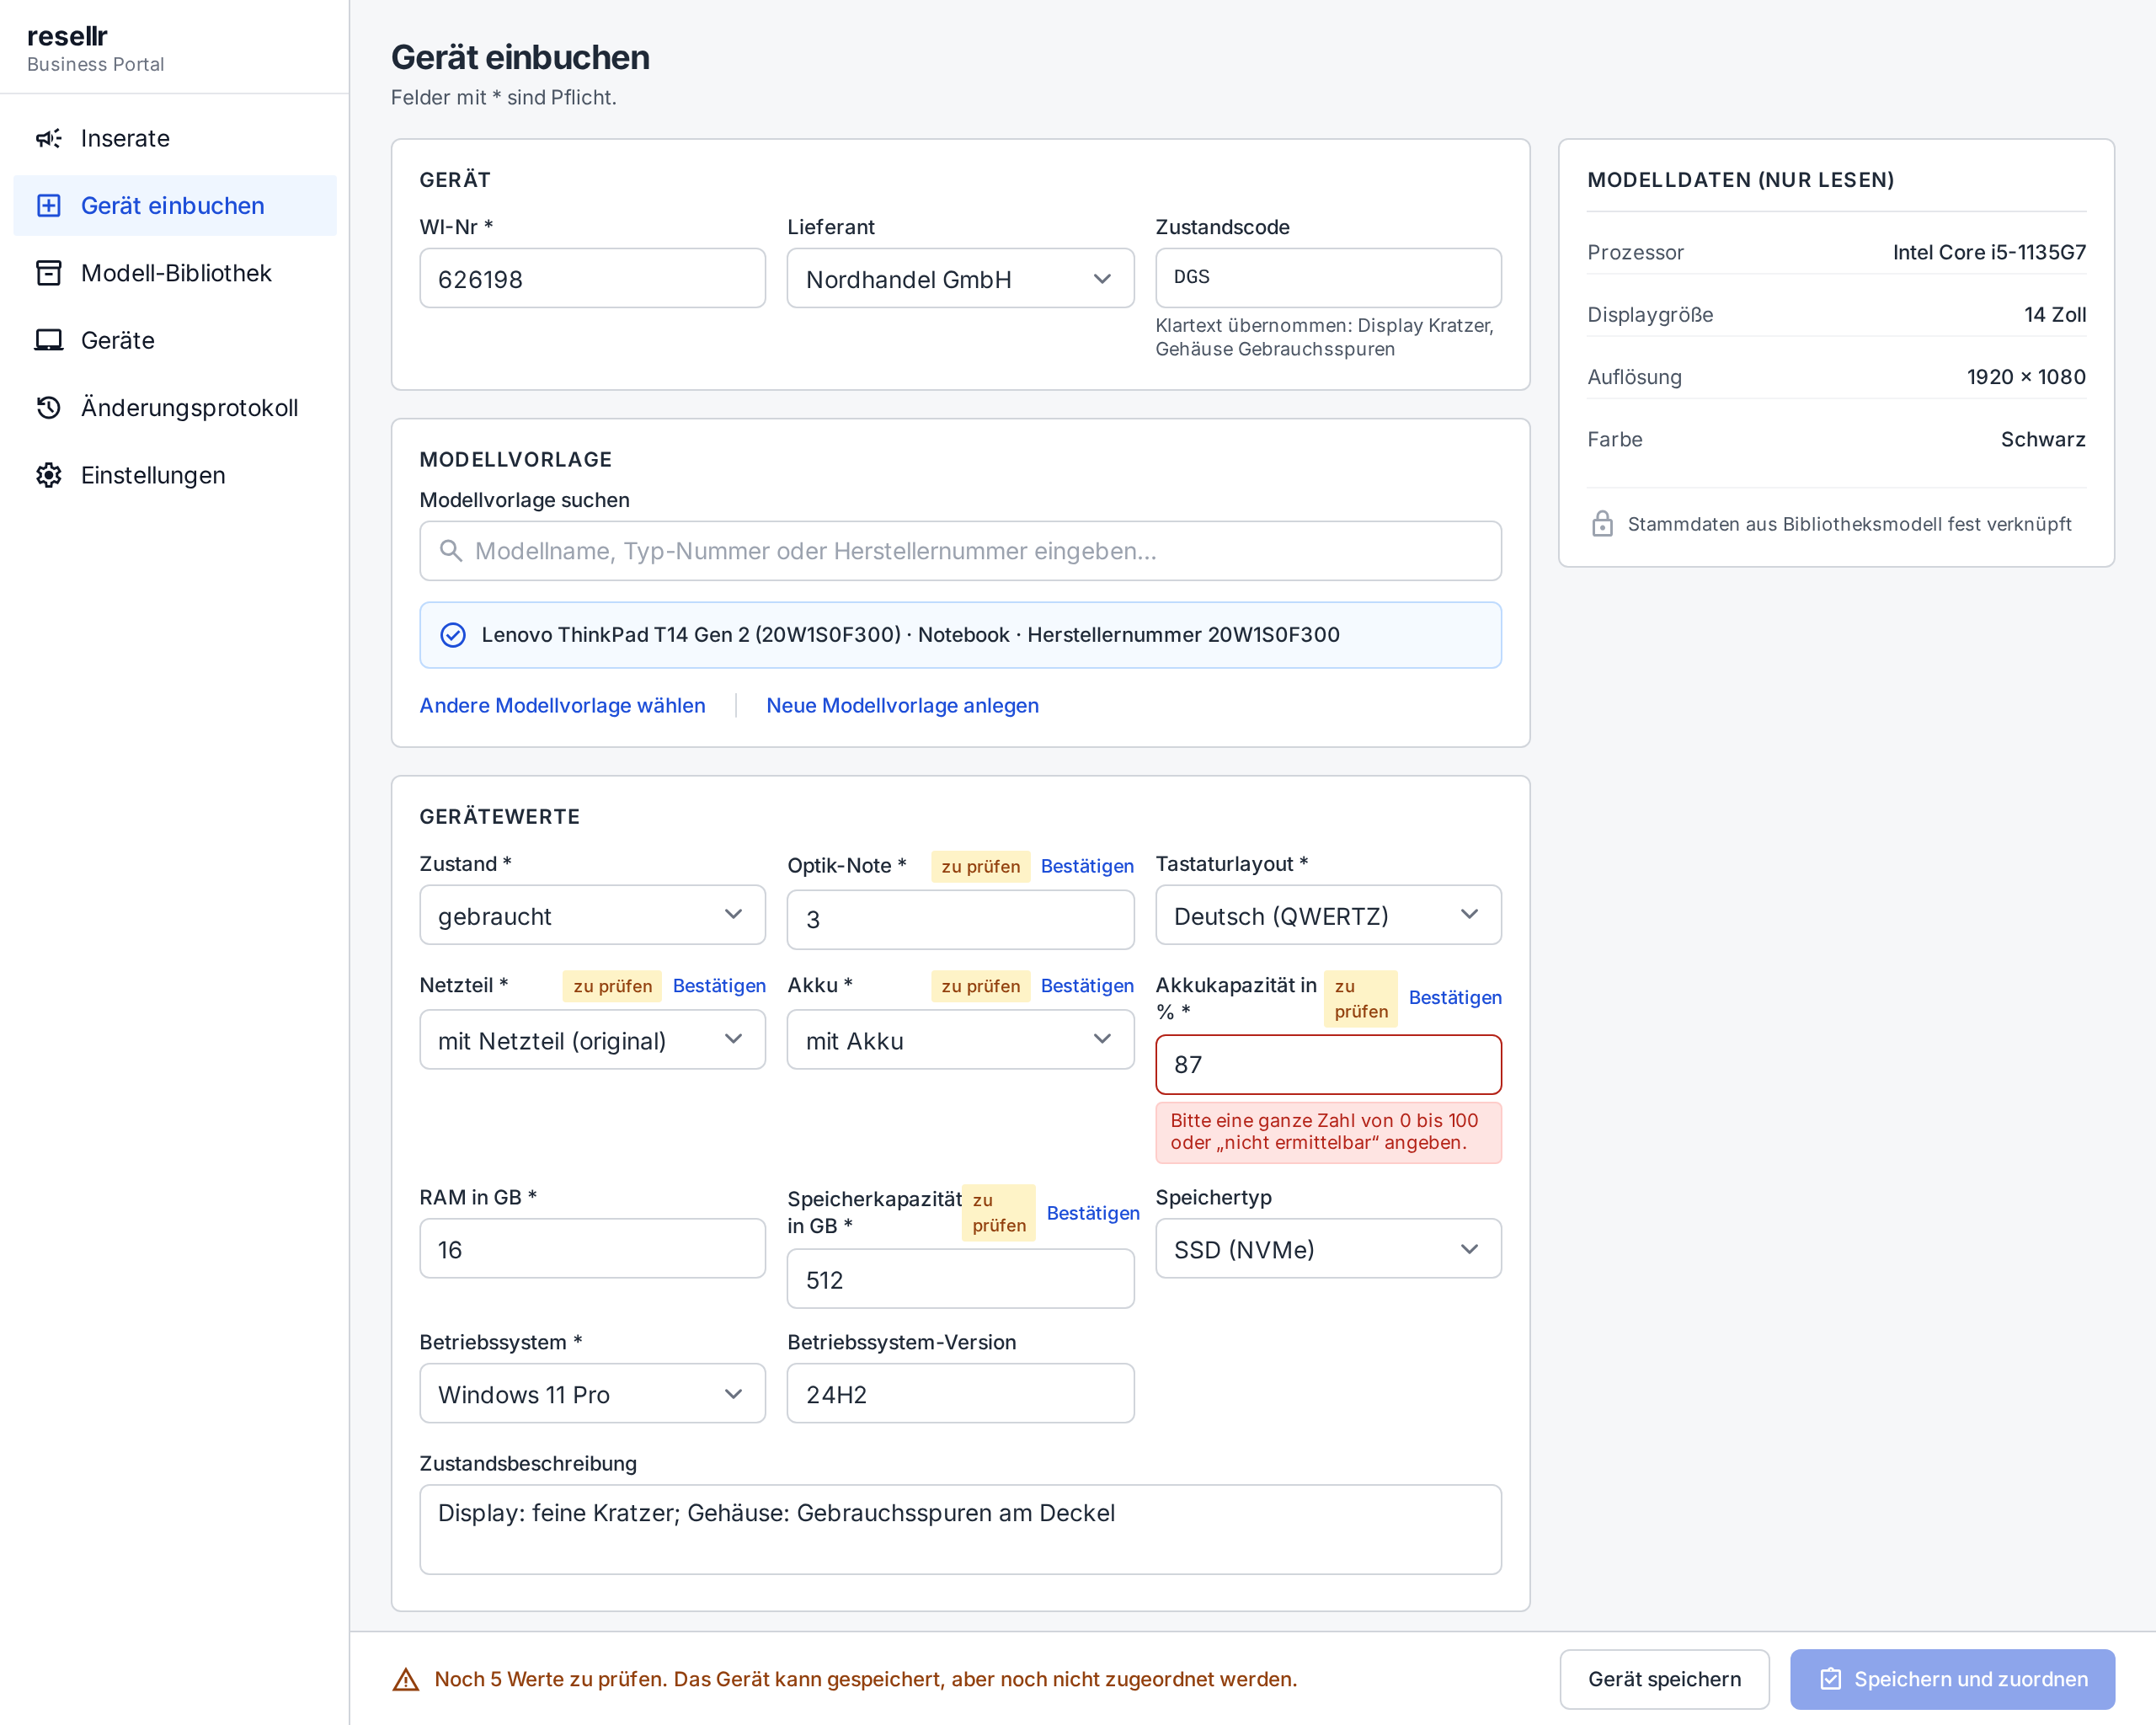 resellr
Business Portal
Inserate
Gerät einbuchen
Modell-Bibliothek
Geräte
Änderungsprotokoll
Einstellungen
Gerät einbuchen
Felder mit * sind Pflicht.
GERÄT
WI-Nr *
626198
Lieferant
Nordhandel GmbH
Zustandscode
DGS
Klartext übernommen: Display Kratzer,
Gehäuse Gebrauchsspuren
MODELLVORLAGE
Modellvorlage suchen
Modellname, Typ-Nummer oder Herstellernummer eingeben...
Lenovo ThinkPad T14 Gen 2 (20W1S0F300) · Notebook · Herstellernummer 20W1S0F300
Andere Modellvorlage wählen
Neue Modellvorlage anlegen
GERÄTEWERTE
Zustand *
gebraucht
Optik-Note *
zu prüfen
Bestätigen
3
Tastaturlayout *
Deutsch (QWERTZ)
Netzteil *
zu prüfen
Bestätigen
mit Netzteil (original)
Akku *
zu prüfen
Bestätigen
mit Akku
Akkukapazität in
% *
zu
prüfen
Bestätigen
87
Bitte eine ganze Zahl von 0 bis 100
oder „nicht ermittelbar“ angeben.
RAM in GB *
16
Speicherkapazität
in GB *
zu
prüfen
Bestätigen
512
Speichertyp
SSD (NVMe)
Betriebssystem *
Windows 11 Pro
Betriebssystem-Version
24H2
Zustandsbeschreibung
Display: feine Kratzer; Gehäuse: Gebrauchsspuren am Deckel
MODELLDATEN (NUR LESEN)
Prozessor Intel Core i5-1135G7
Displaygröße 14 Zoll
Auflösung 1920 × 1080
Farbe Schwarz
Stammdaten aus Bibliotheksmodell fest verknüpft
Noch 5 Werte zu prüfen. Das Gerät kann gespeichert, aber noch nicht zugeordnet werden.
Gerät speichern
Speichern und zuordnen